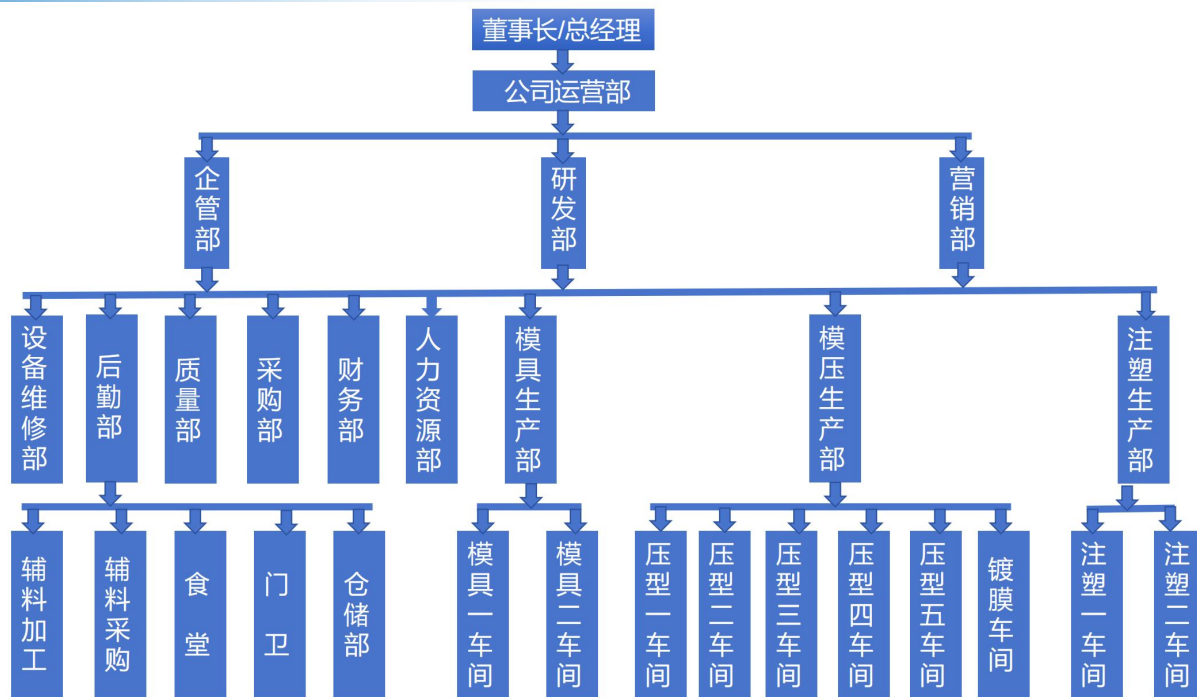 董事长/总经理
公司运营部
企管部
研发部
营销部
设备维修部
后勤部
质量部
采购部
财务部
人力资源部
模具生产部
模压生产部
注塑生产部
辅料加工
辅料采购
食堂
门卫
仓储部
模具一车间
模具二车间
压型一车间
压型二车间
压型三车间
压型四车间
压型五车间
镀膜车间
注塑一车间
注塑二车间